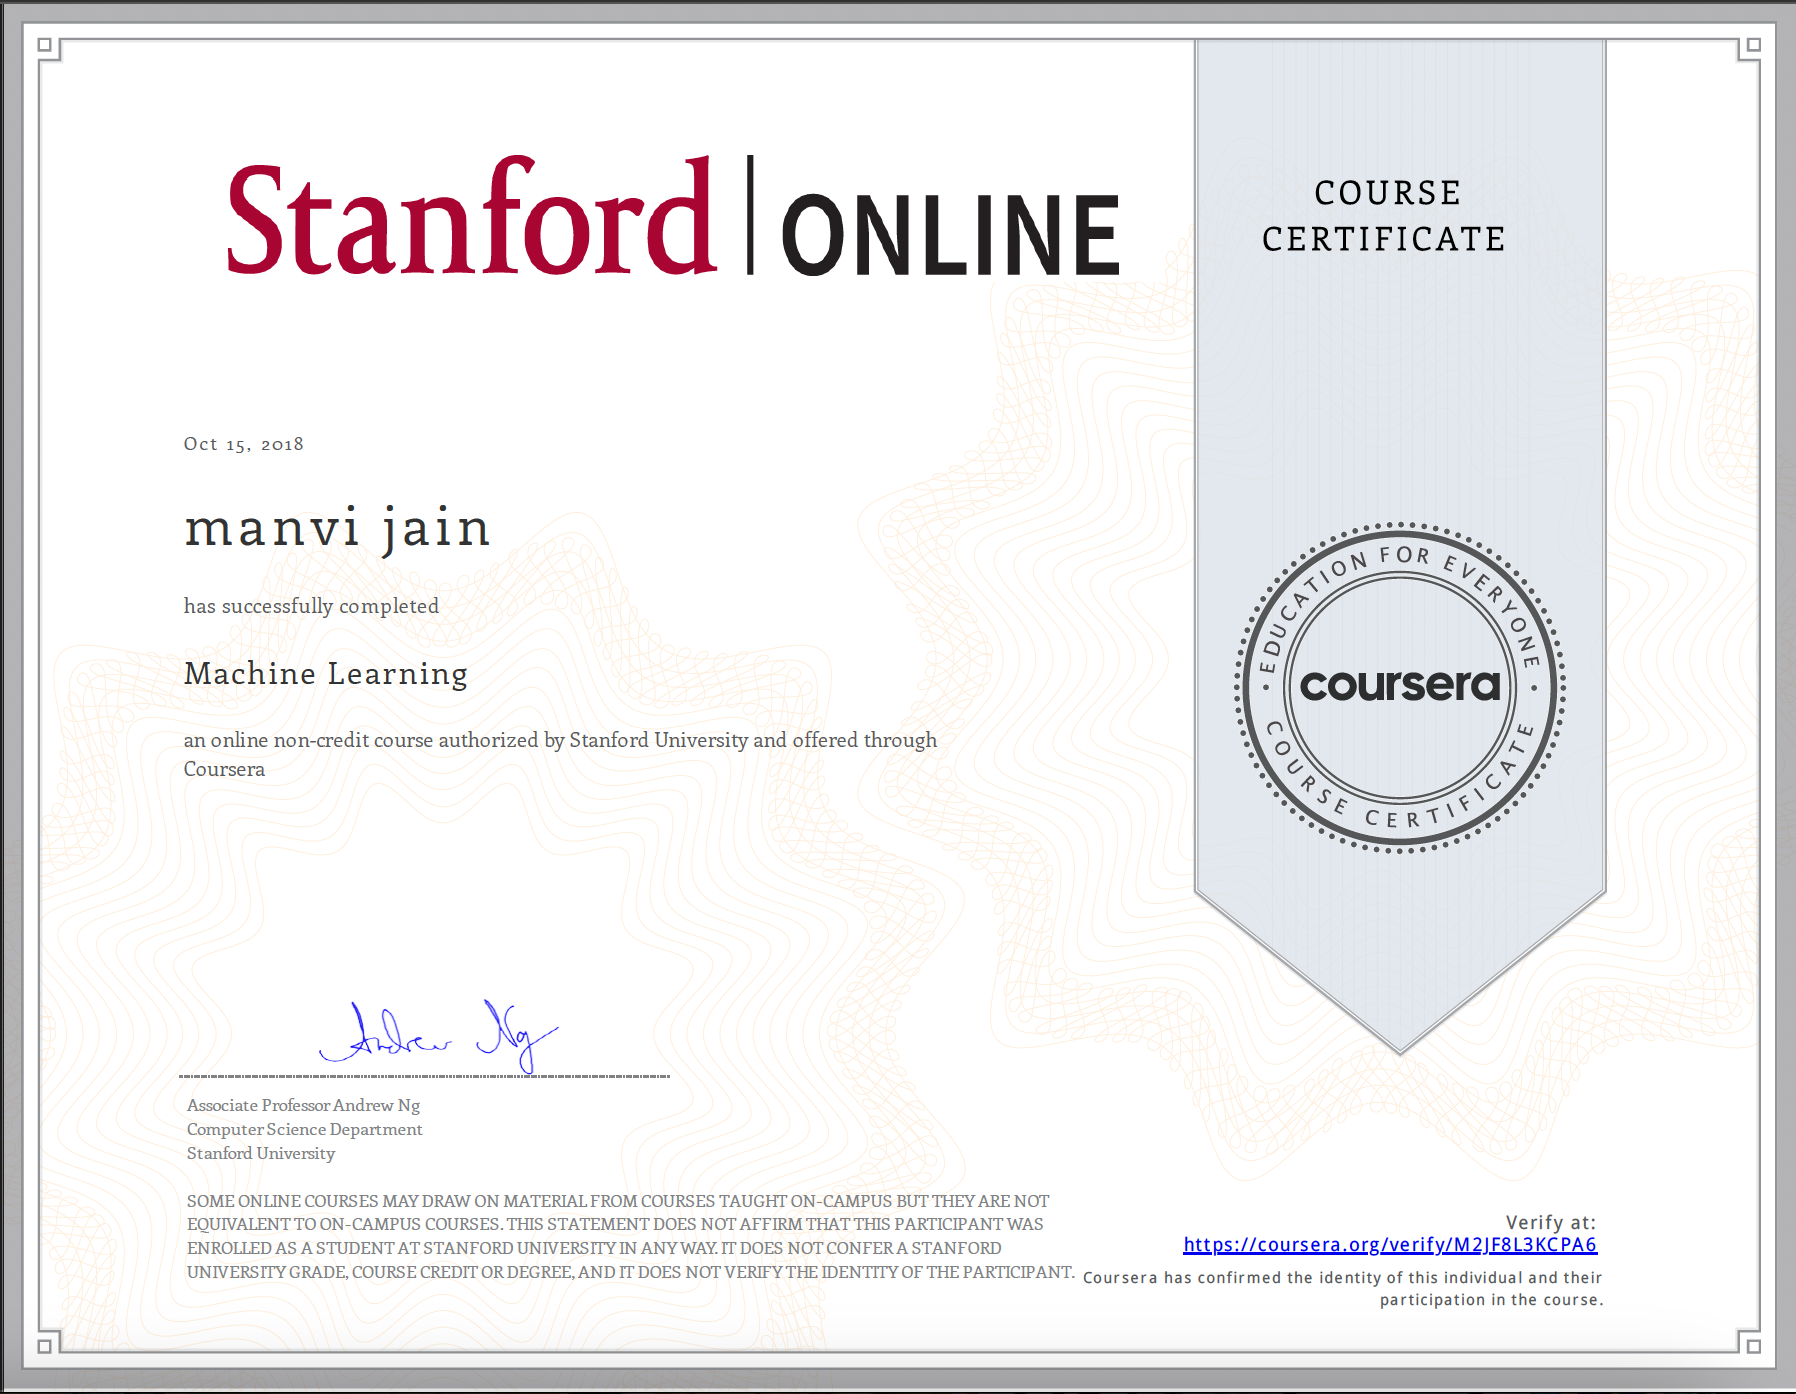 Stanford | ONLINE
COURSE
CERTIFICATE
Oct 15, 2018
manvi jain
has successfully completed
Machine Learning
an online non-credit course authorized by Stanford University and offered through
Coursera
EDUCATION FOR EVERYONE
coursera
COURSE CERTIFICATE
Andrew Ng
Associate Professor Andrew Ng
Computer Science Department
Stanford University
SOME ONLINE COURSES MAY DRAW ON MATERIAL FROM COURSES TAUGHT ON-CAMPUS BUT THEY ARE NOT
EQUIVALENT TO ON-CAMPUS COURSES. THIS STATEMENT DOES NOT AFFIRM THAT THIS PARTICIPANT WAS
ENROLLED AS A STUDENT AT STANFORD UNIVERSITY IN ANY WAY. IT DOES NOT CONFER A STANFORD
UNIVERSITY GRADE, COURSE CREDIT OR DEGREE, AND IT DOES NOT VERIFY THE IDENTITY OF THE PARTICIPANT.
Verify at:
https://coursera.org/verify/M2JF8L3KCPA6
Coursera has confirmed the identity of this individual and their
participation in the course.